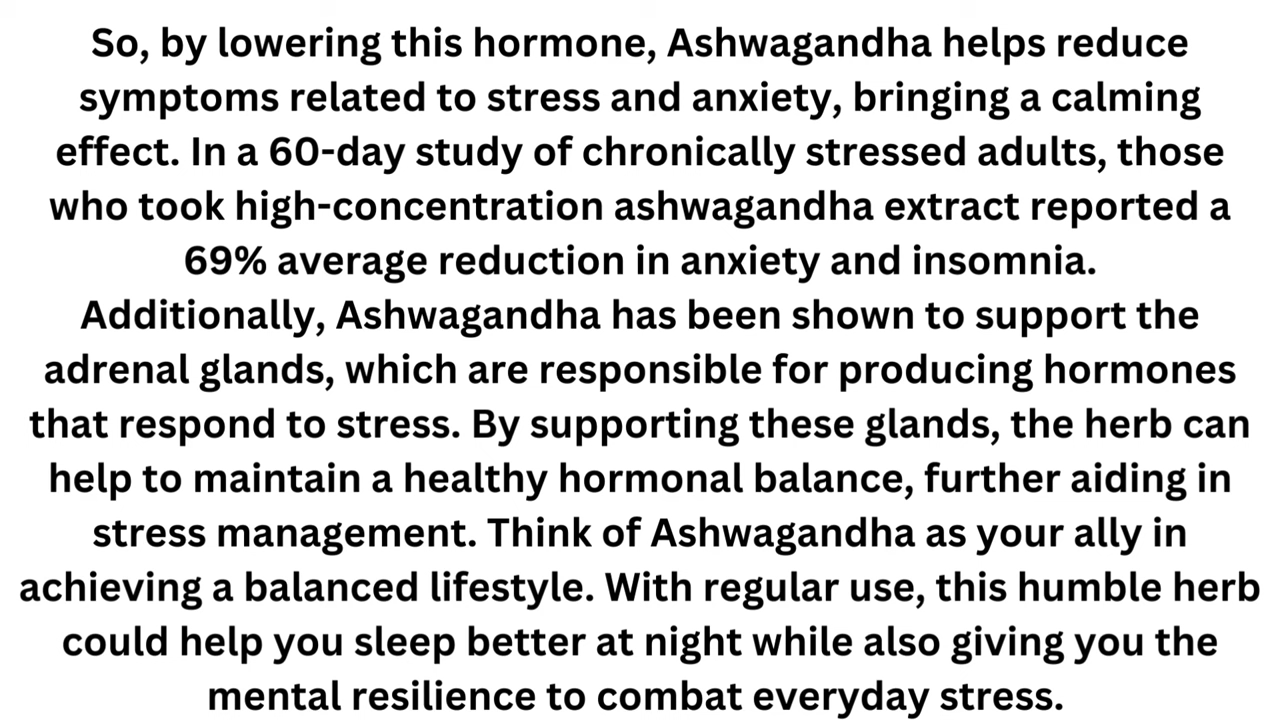 So, by lowering this hormone, Ashwagandha helps reduce
symptoms related to stress and anxiety, bringing a calming
effect. In a 60-day study of chronically stressed adults, those
who took high-concentration ashwagandha extract reported a
69% average reduction in anxiety and insomnia.
Additionally, Ashwagandha has been shown to support the
adrenal glands, which are responsible for producing hormones
that respond to stress. By supporting these glands, the herb can
help to maintain a healthy hormonal balance, further aiding in
stress management. Think of Ashwagandha as your ally in
achieving a balanced lifestyle. With regular use, this humble herb
could help you sleep better at night while also giving you the
mental resilience to combat everyday stress.